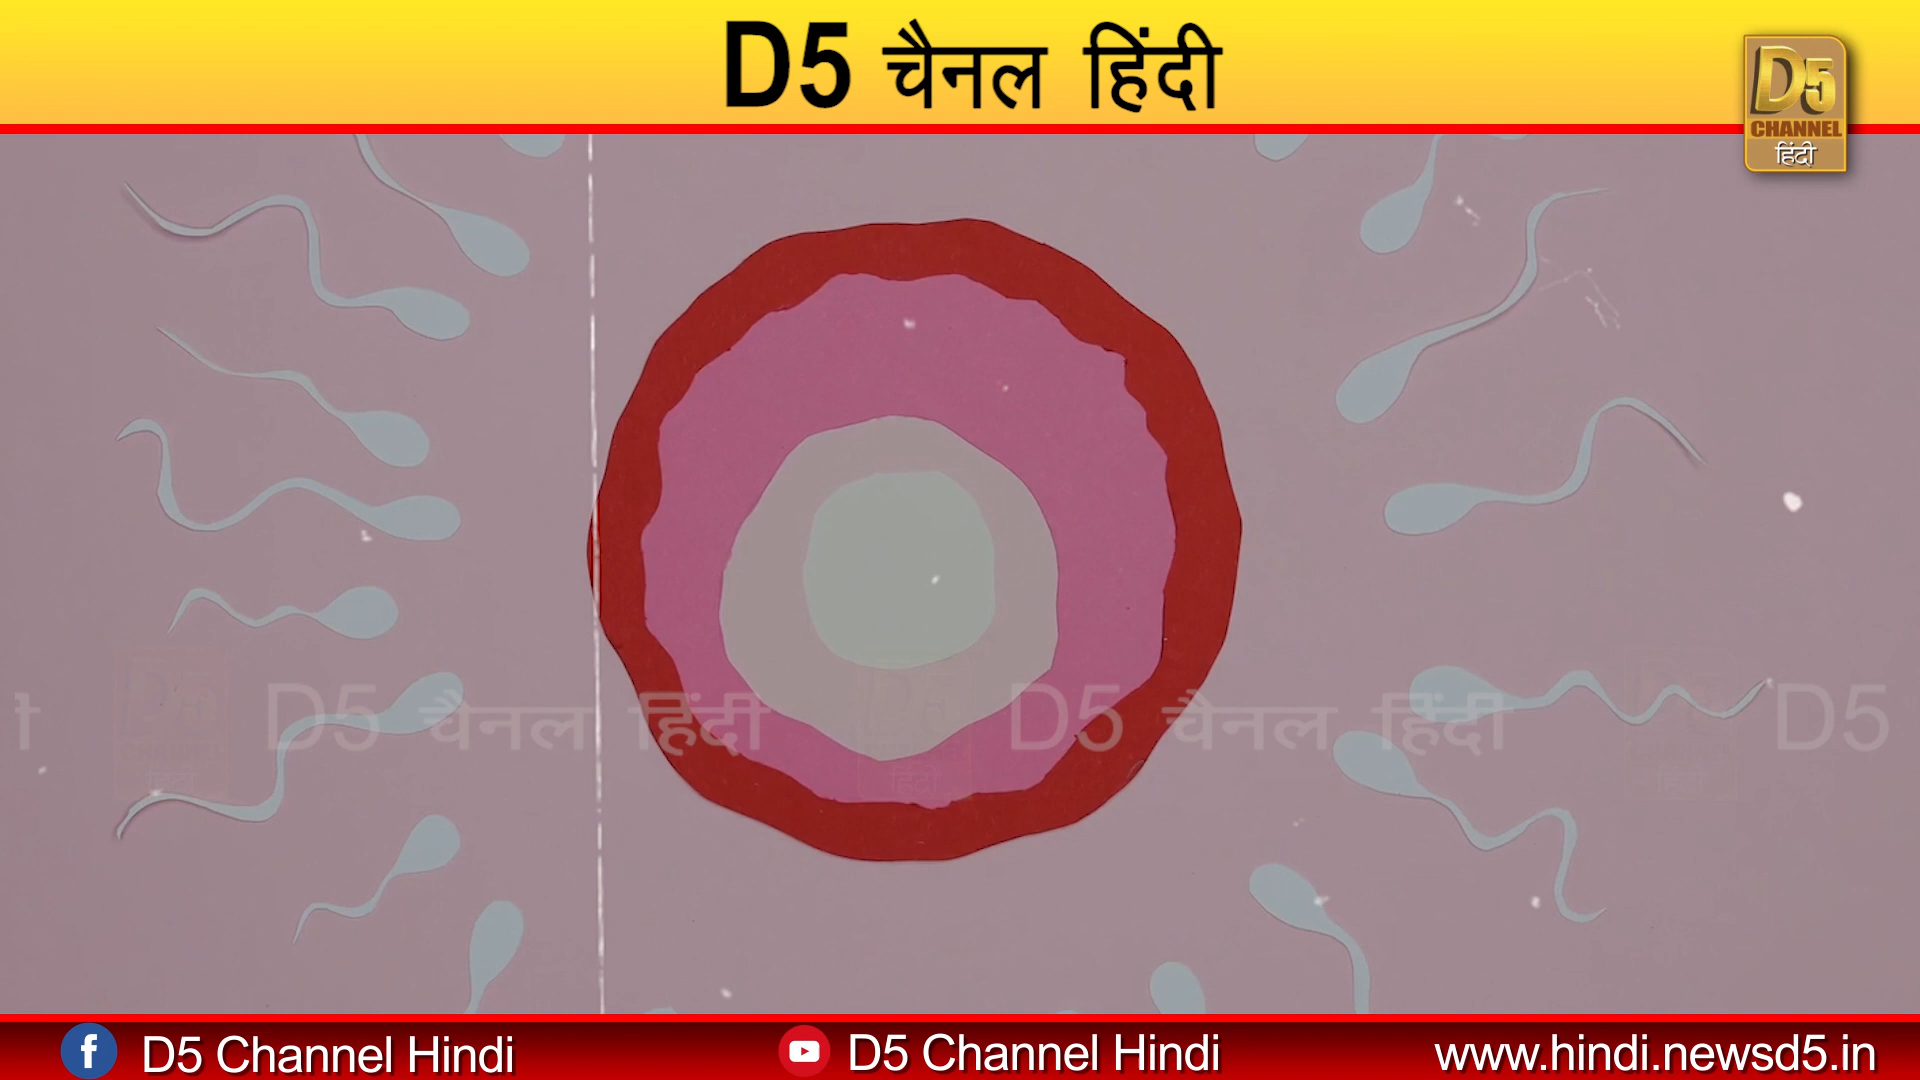 D5 चैनल हिंदी
D5
CHANNEL
हिंदी
D5 चैनल हिंदी D5 चैनल हिंदी D5
D5 Channel Hindi D5 Channel Hindi www.hindi.newsd5.in